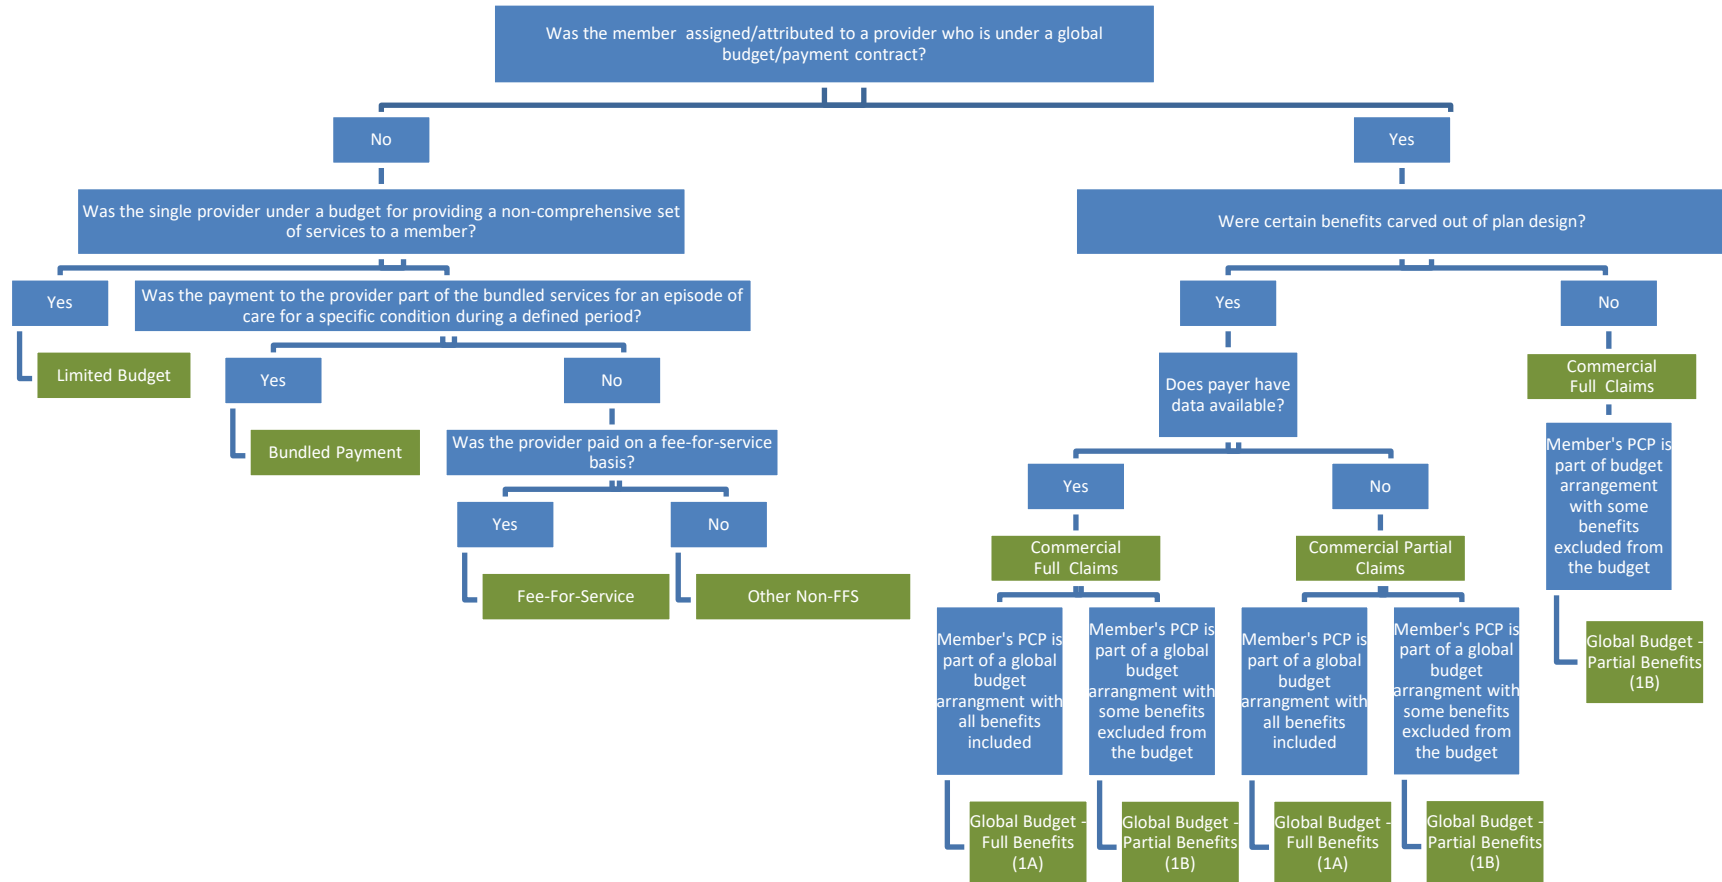 Was the member  assigned/attributed to a provider who is under a global
budget/payment contract?
No
Yes
Was the single provider under a budget for providing a non-comprehensive set
of services to a member?
Were certain benefits carved out of plan design?
Yes
Was the payment to the provider part of the bundled services for an episode of
care for a specific condition during a defined period?
Yes
No
Limited Budget
Yes
No
Does payer have
data available?
Commercial
Full  Claims
Bundled Payment
Was the provider paid on a fee-for-service
basis?
Member's PCP is
part of budget
arrangement
with some
benefits
excluded from
the budget
Yes
No
Yes
No
Commercial
Full  Claims
Commercial Partial
Claims
Fee-For-Service
Other Non-FFS
Member's PCP is
part of a global
budget
arrangment with
all benefits
included
Member's PCP is
part of a global
budget
arrangment with
some benefits
excluded from
the budget
Member's PCP is
part of a global
budget
arrangment with
all benefits
included
Member's PCP is
part of a global
budget
arrangment with
some benefits
excluded from
the budget
Global Budget -
Partial Benefits
(1B)
Global Budget -
Full Benefits
(1A)
Global Budget -
Partial Benefits
(1B)
Global Budget -
Full Benefits
(1A)
Global Budget -
Partial Benefits
(1B)